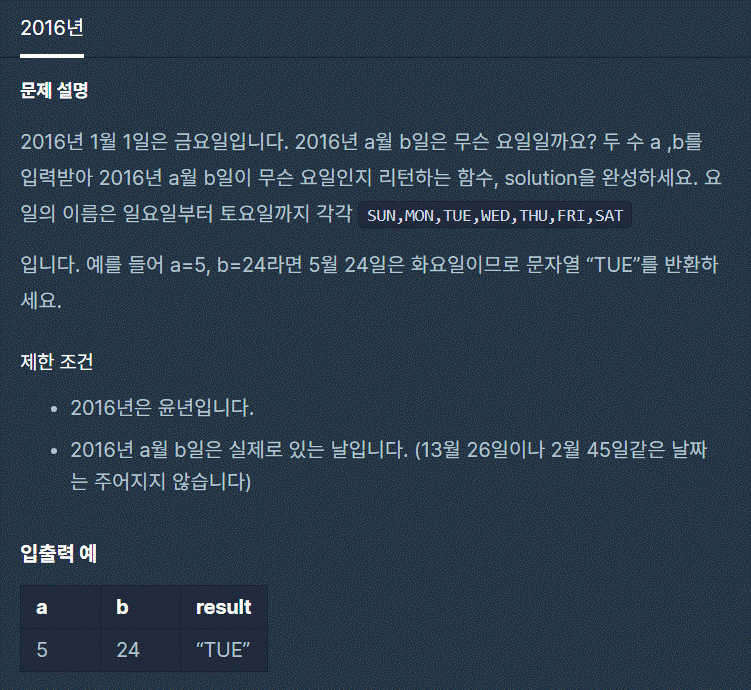 2016년
문제 설명
2016년 1월 1일은 금요일입니다. 2016년 a월 b일은 무슨 요일일까요? 두 수 a ,b를
입력받아 2016년 a월 b일이 무슨 요일인지 리턴하는 함수, solution을 완성하세요. 요
일의 이름은 일요일부터 토요일까지 각각 SUN,MON,TUE,WED,THU,FRI,SAT
입니다. 예를 들어 a=5, b=24라면 5월 24일은 화요일이므로 문자열 “TUE”를 반환하
세요.
제한 조건
• 2016년은 윤년입니다.
• 2016년 a월 b일은 실제로 있는 날입니다. (13월 26일이나 2월 45일같은 날짜
는 주어지지 않습니다)
입출력 예
a b result
5 24 “TUE”